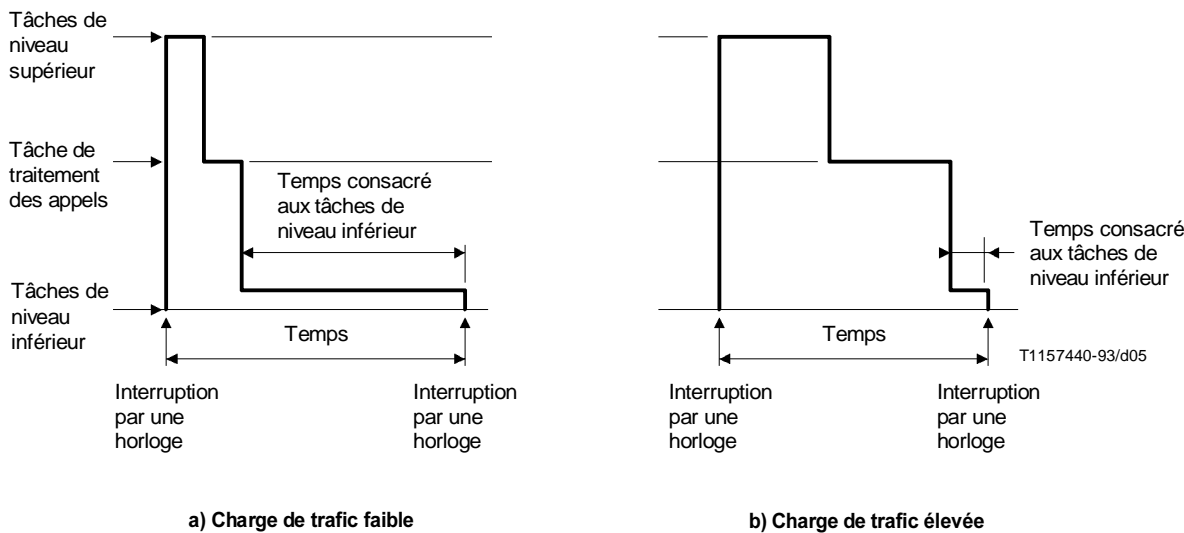 Tâches de
niveau
supérieur
Tâche de
traitement
des appels
Temps consacré
aux tâches de
niveau inférieur
Tâches de
niveau
inférieur
Temps
Interruption
par une
horloge
Interruption
par une
horloge
a) Charge de trafic faible
Temps consacré
aux tâches de
niveau inférieur
Temps
T1157440-93/d05
Interruption
par une
horloge
Interruption
par une
horloge
b) Charge de trafic élevée